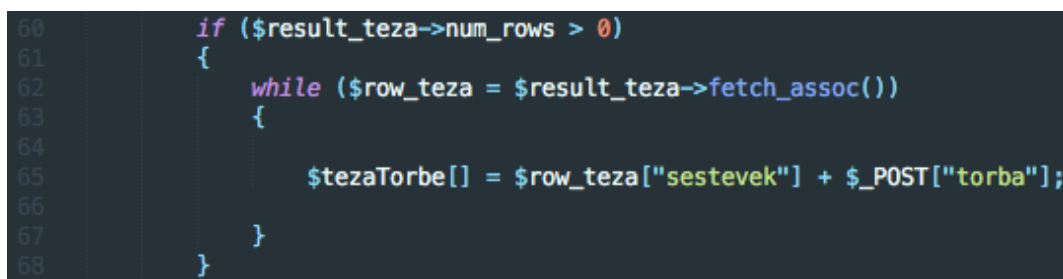 60 if ($result_teza->num_rows > 0)
61 {
62 while ($row_teza = $result_teza->fetch_assoc())
63 {
64
65 $tezaTorbe[] = $row_teza["sestevek"] + $_POST["torba"];
66
67 }
68 }